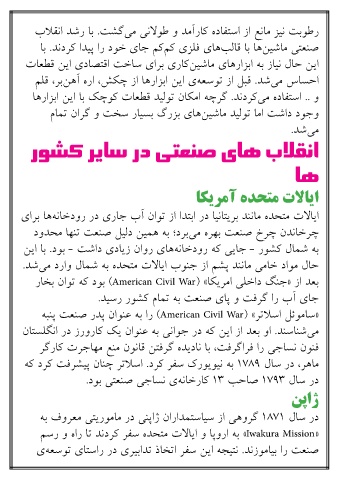 رطوبت نیز مانع از استفاده کارآمد و طولانی می‌گشت. با رشد انقلاب
صنعتی ماشین‌ها با قالب‌های فلزی کم‌کم جای خود را پیدا کردند. با
این حال نیاز به ابزارهای ماشین‌کاری برای ساخت اقتصادی این قطعات
احساس می‌شد. قبل از توسعه‌ی این ابزارها از چکش، اره آهن‌بر، قلم
و .. استفاده می‌کردند. گرچه امکان تولید قطعات کوچک با این ابزارها
وجود داشت اما تولید ماشین‌های بزرگ بسیار سخت و گران تمام
می‌شد.
انقلاب های صنعتی در سایر کشور
ها
ایالات متحده آمریکا
ایالات متحده مانند بریتانیا در ابتدا از توان آب جاری در رودخانه‌ها برای
چرخاندن چرخ صنعت بهره می‌برد؛ به همین دلیل صنعت تنها محدود
به شمال کشور - جایی که رودخانه‌های روان زیادی داشت - بود. با این
حال مواد خامی مانند پشم از جنوب ایالات متحده به شمال وارد می‌شد.
بعد از «جنگ داخلی امریکا» (American Civil War) بود که توان بخار
جای آب را گرفت و پای صنعت به تمام کشور رسید.
«ساموئل اسلاتر» (American Civil War) را به عنوان پدر صنعت پنبه
می‌شناسند. او بعد از این که در جوانی به عنوان یک کارورز در انگلستان
فنون نساجی را فراگرفت، با نادیده گرفتن قانون منع مهاجرت کارگر
ماهر، در سال ۱۷۸۹ به نیویورک سفر کرد. اسلاتر چنان پیشرفت کرد که
در سال ۱۷۹۳ صاحب ۱۳ کارخانه‌ی نساجی صنعتی بود.
ژاپن
در سال ۱۸۷۱ گروهی از سیاستمداران ژاپنی در ماموریتی معروف به
«Iwakura Mission» به اروپا و ایالات متحده سفر کردند تا راه و رسم
صنعت را بیاموزند. نتیجه این سفر اتخاذ تدابیری در راستای توسعه‌ی